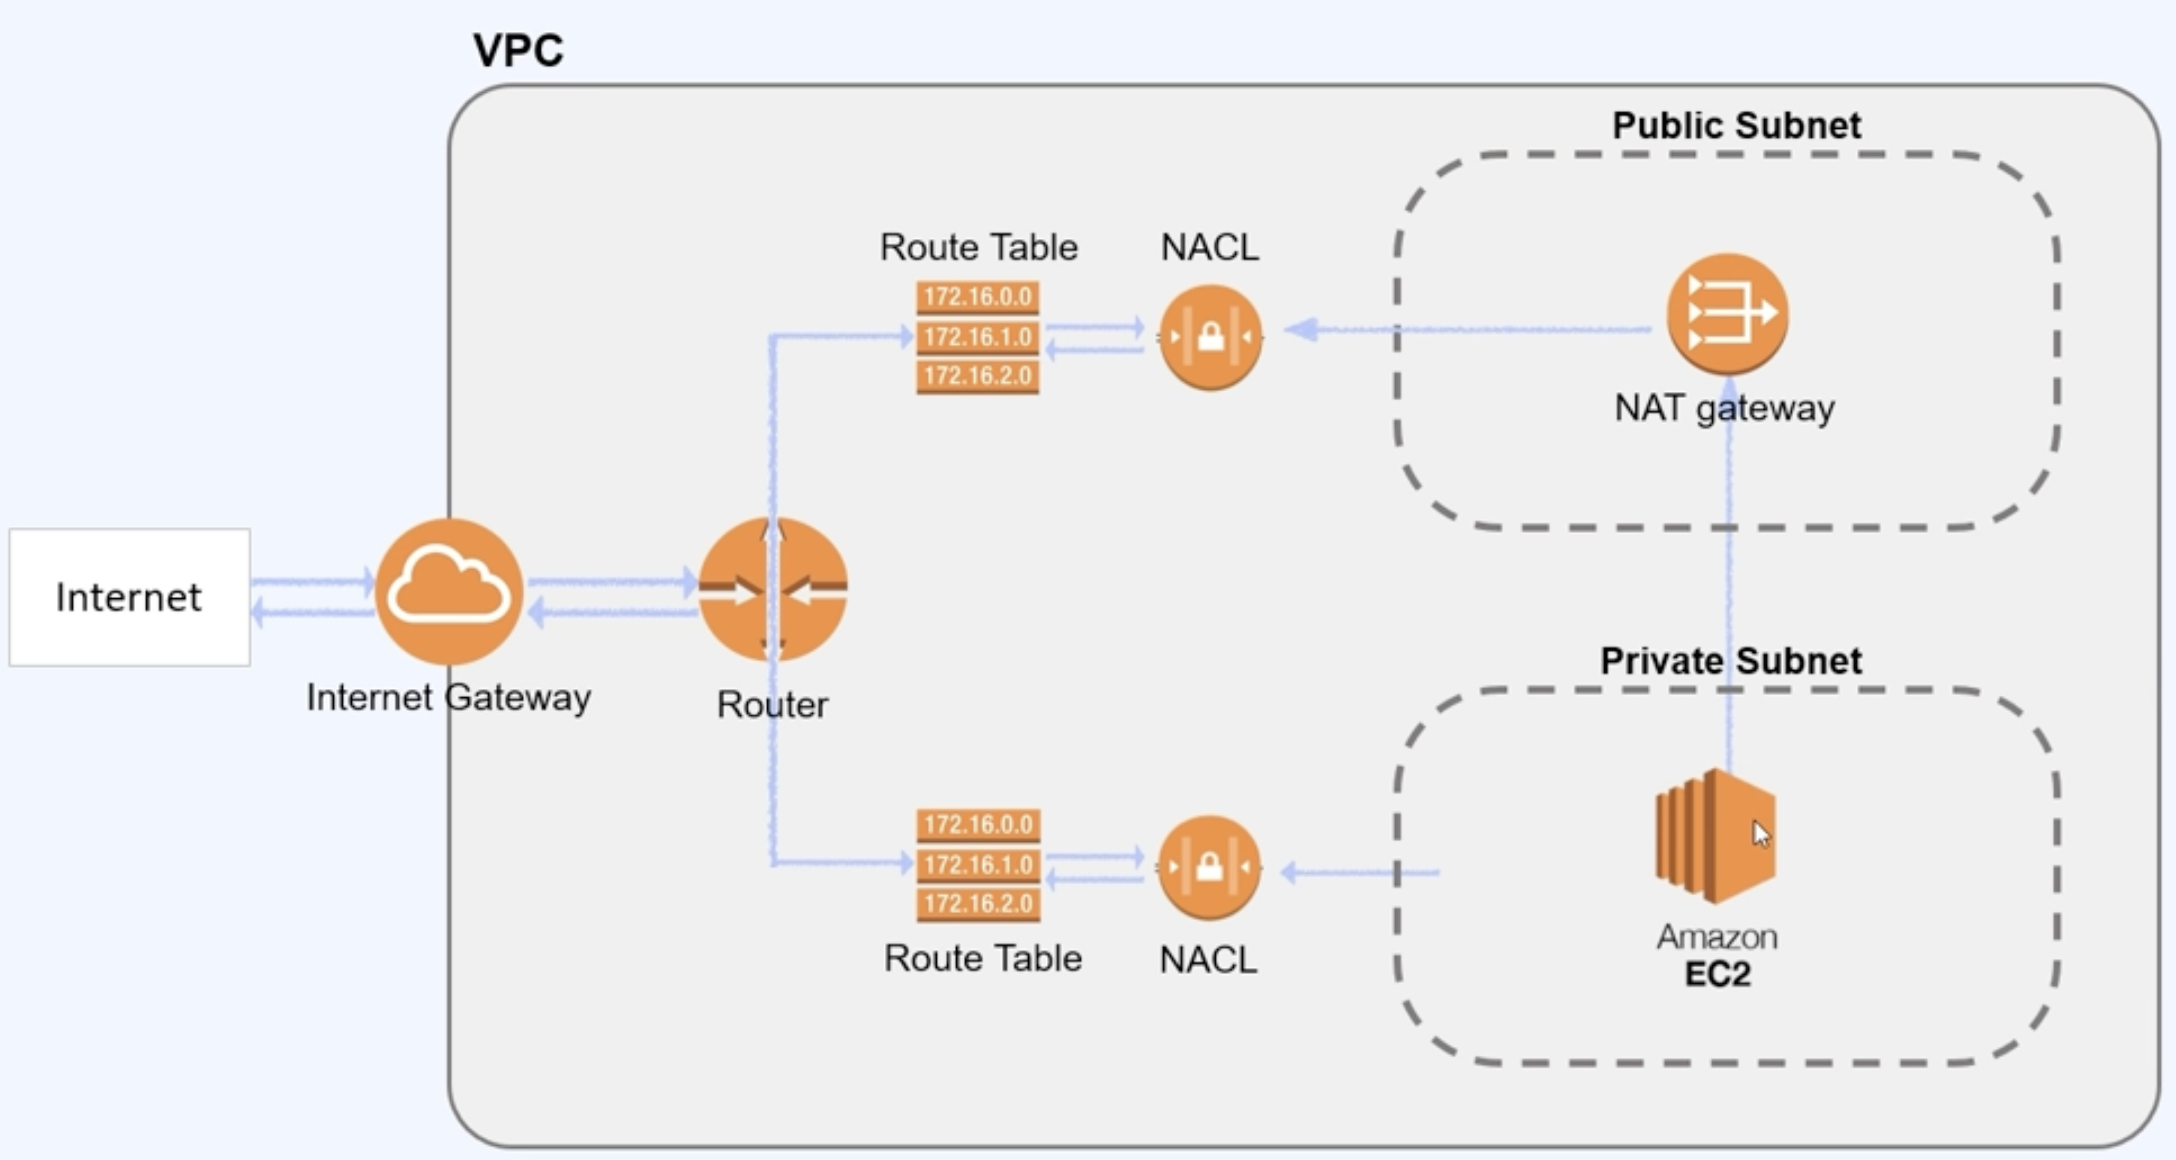 VPC
Public Subnet
Route Table
NACL
172.16.0.0
172.16.1.0
172.16.2.0
NAT gateway
Internet
Internet Gateway
Router
Private Subnet
172.16.0.0
172.16.1.0
172.16.2.0
Route Table
NACL
Amazon
EC2